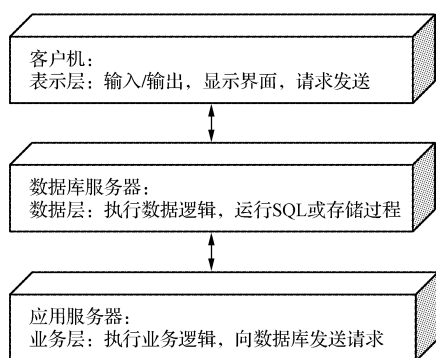 客户机：
表示层：输入/输出，显示界面，请求发送
数据库服务器：
数据层：执行数据逻辑，运行SQL或存储过程
应用服务器：
业务层：执行业务逻辑，向数据库发送请求